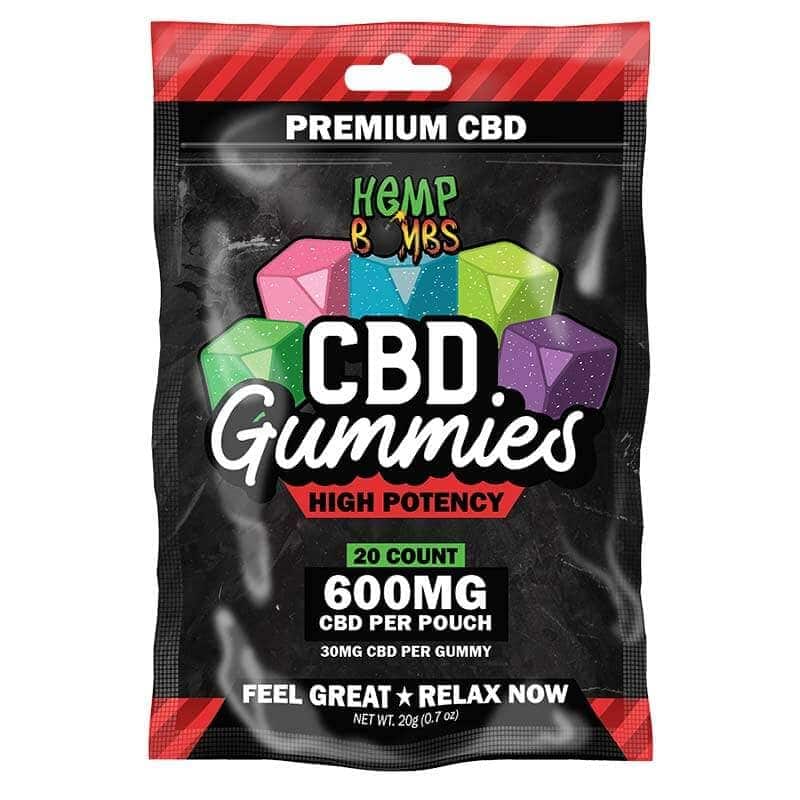 PREMIUM CBD
HEMP
BOMBS
CBD
Gummies
HIGH POTENCY
20 COUNT
600MG
CBD PER POUCH
30MG CBD PER GUMMY
FEEL GREAT ★ RELAX NOW
NET WT. 20g (0.7 oz)